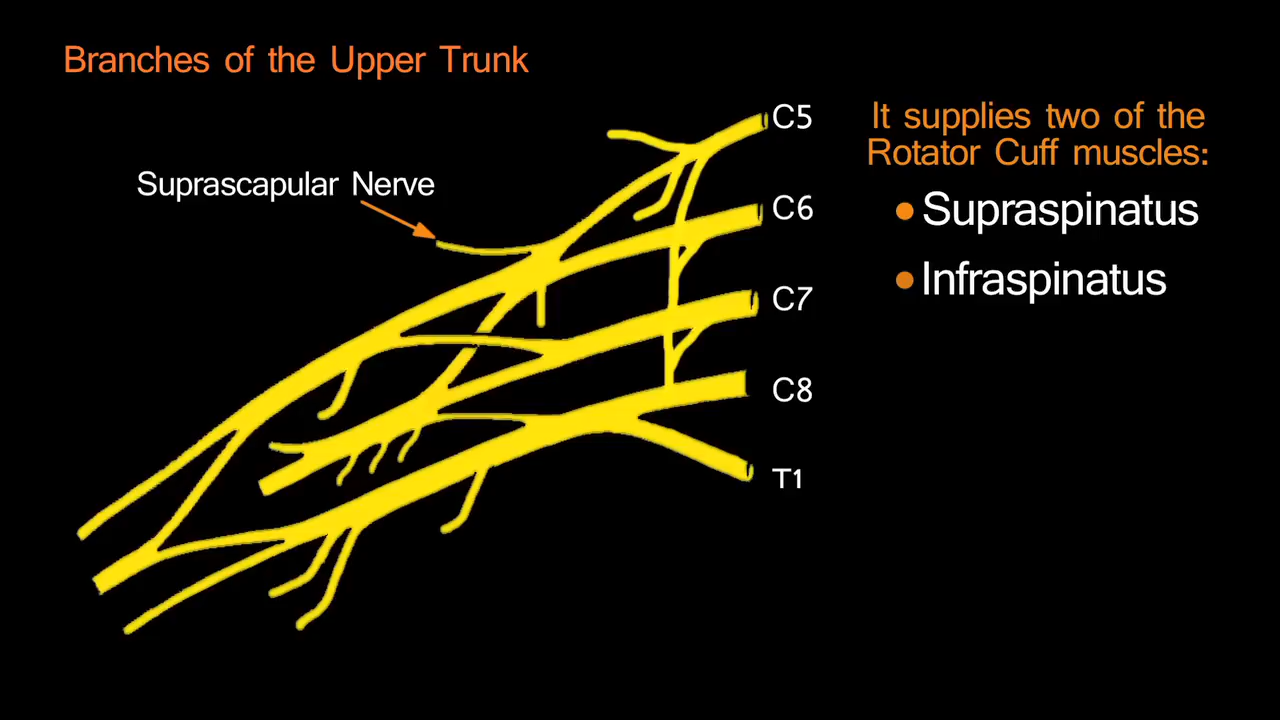 Branches of the Upper Trunk
Suprascapular Nerve
C5
C6
C7
C8
T1
It supplies two of the
Rotator Cuff muscles:
• Supraspinatus
• Infraspinatus